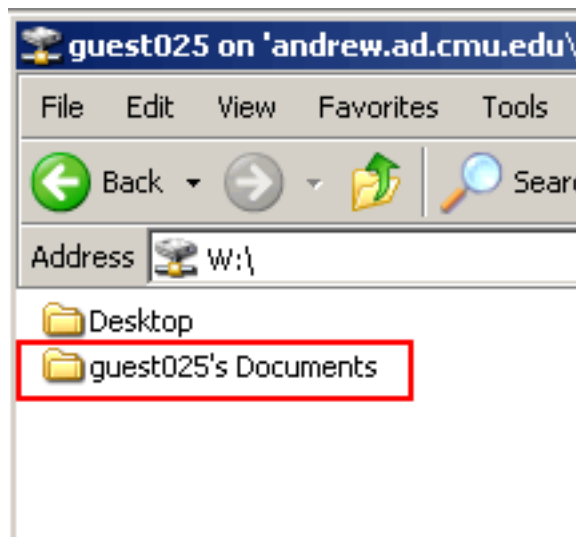 guest025 on 'andrew.ad.cmu.edu\
File Edit View Favorites Tools
Back
Address W:\
Desktop
guest025's Documents